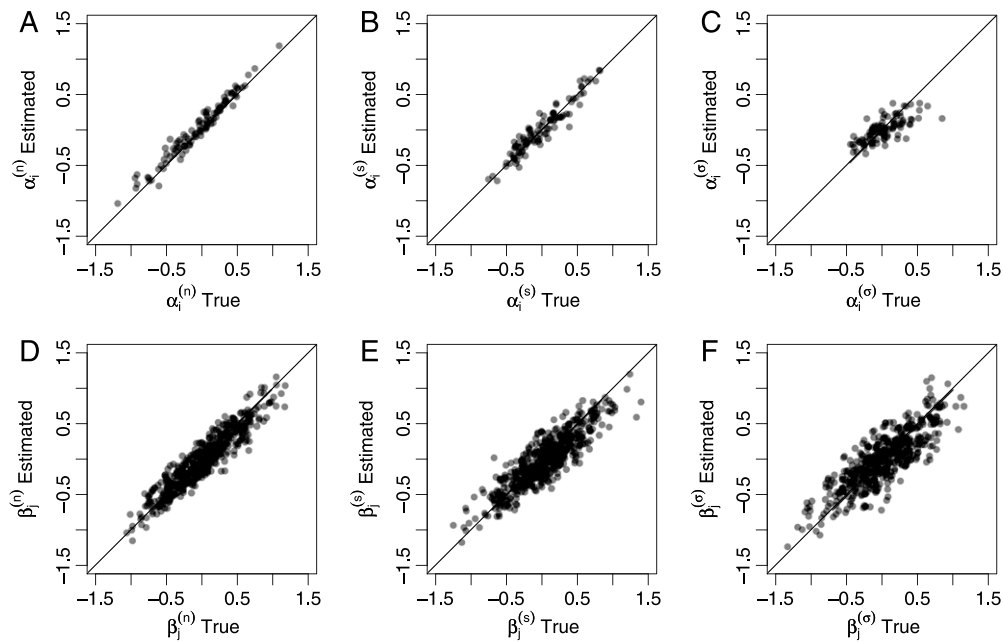 A
B
C
1.5
0.5
−0.5
−1.5
α_i^(n) Estimated
−1.5 −0.5 0.5 1.5
α_i^(n) True
1.5
0.5
−0.5
−1.5
α_i^(s) Estimated
−1.5 −0.5 0.5 1.5
α_i^(s) True
1.5
0.5
−0.5
−1.5
α_i^(σ) Estimated
−1.5 −0.5 0.5 1.5
α_i^(σ) True
D
E
F
1.5
0.5
−0.5
−1.5
β_j^(n) Estimated
−1.5 −0.5 0.5 1.5
β_j^(n) True
1.5
0.5
−0.5
−1.5
β_j^(s) Estimated
−1.5 −0.5 0.5 1.5
β_j^(s) True
1.5
0.5
−0.5
−1.5
β_j^(σ) Estimated
−1.5 −0.5 0.5 1.5
β_j^(σ) True